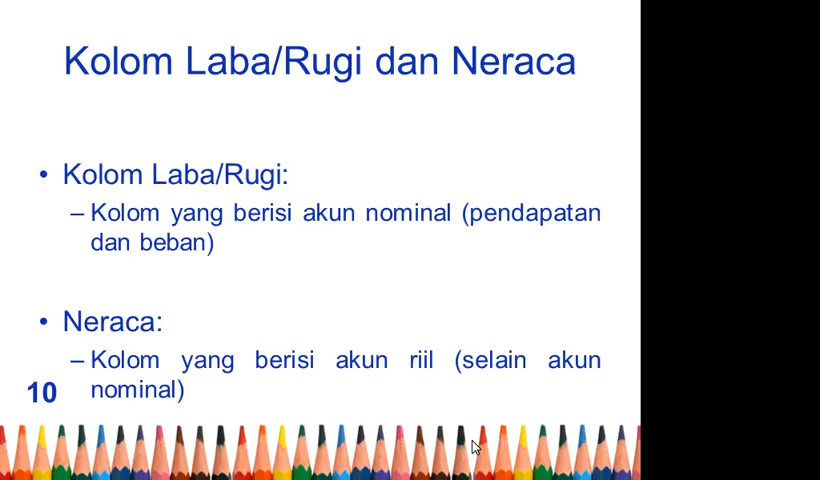 Kolom Laba/Rugi dan Neraca
• Kolom Laba/Rugi:
– Kolom yang berisi akun nominal (pendapatan
dan beban)
• Neraca:
– Kolom yang berisi akun riil (selain akun
nominal)
10